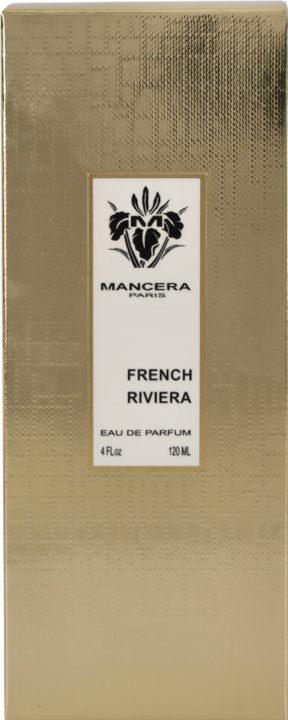 MANCERA
PARIS
FRENCH
RIVIERA
EAU DE PARFUM
4 FLoz 120 ML